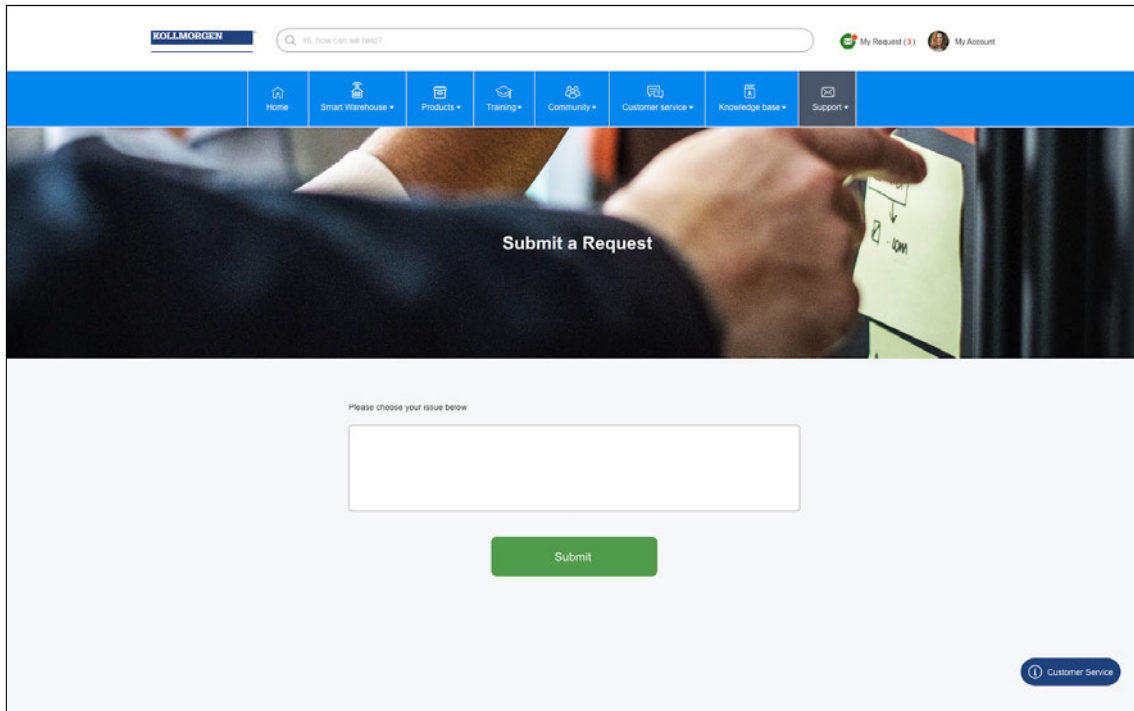 KOLLMORGEN
Hi, how can we help?
My Request (3)
My Account
Home
Smart Warehouse
Products
Training
Community
Customer service
Knowledge base
Support
Submit a Request
Please choose your issue below
Submit
Customer Service